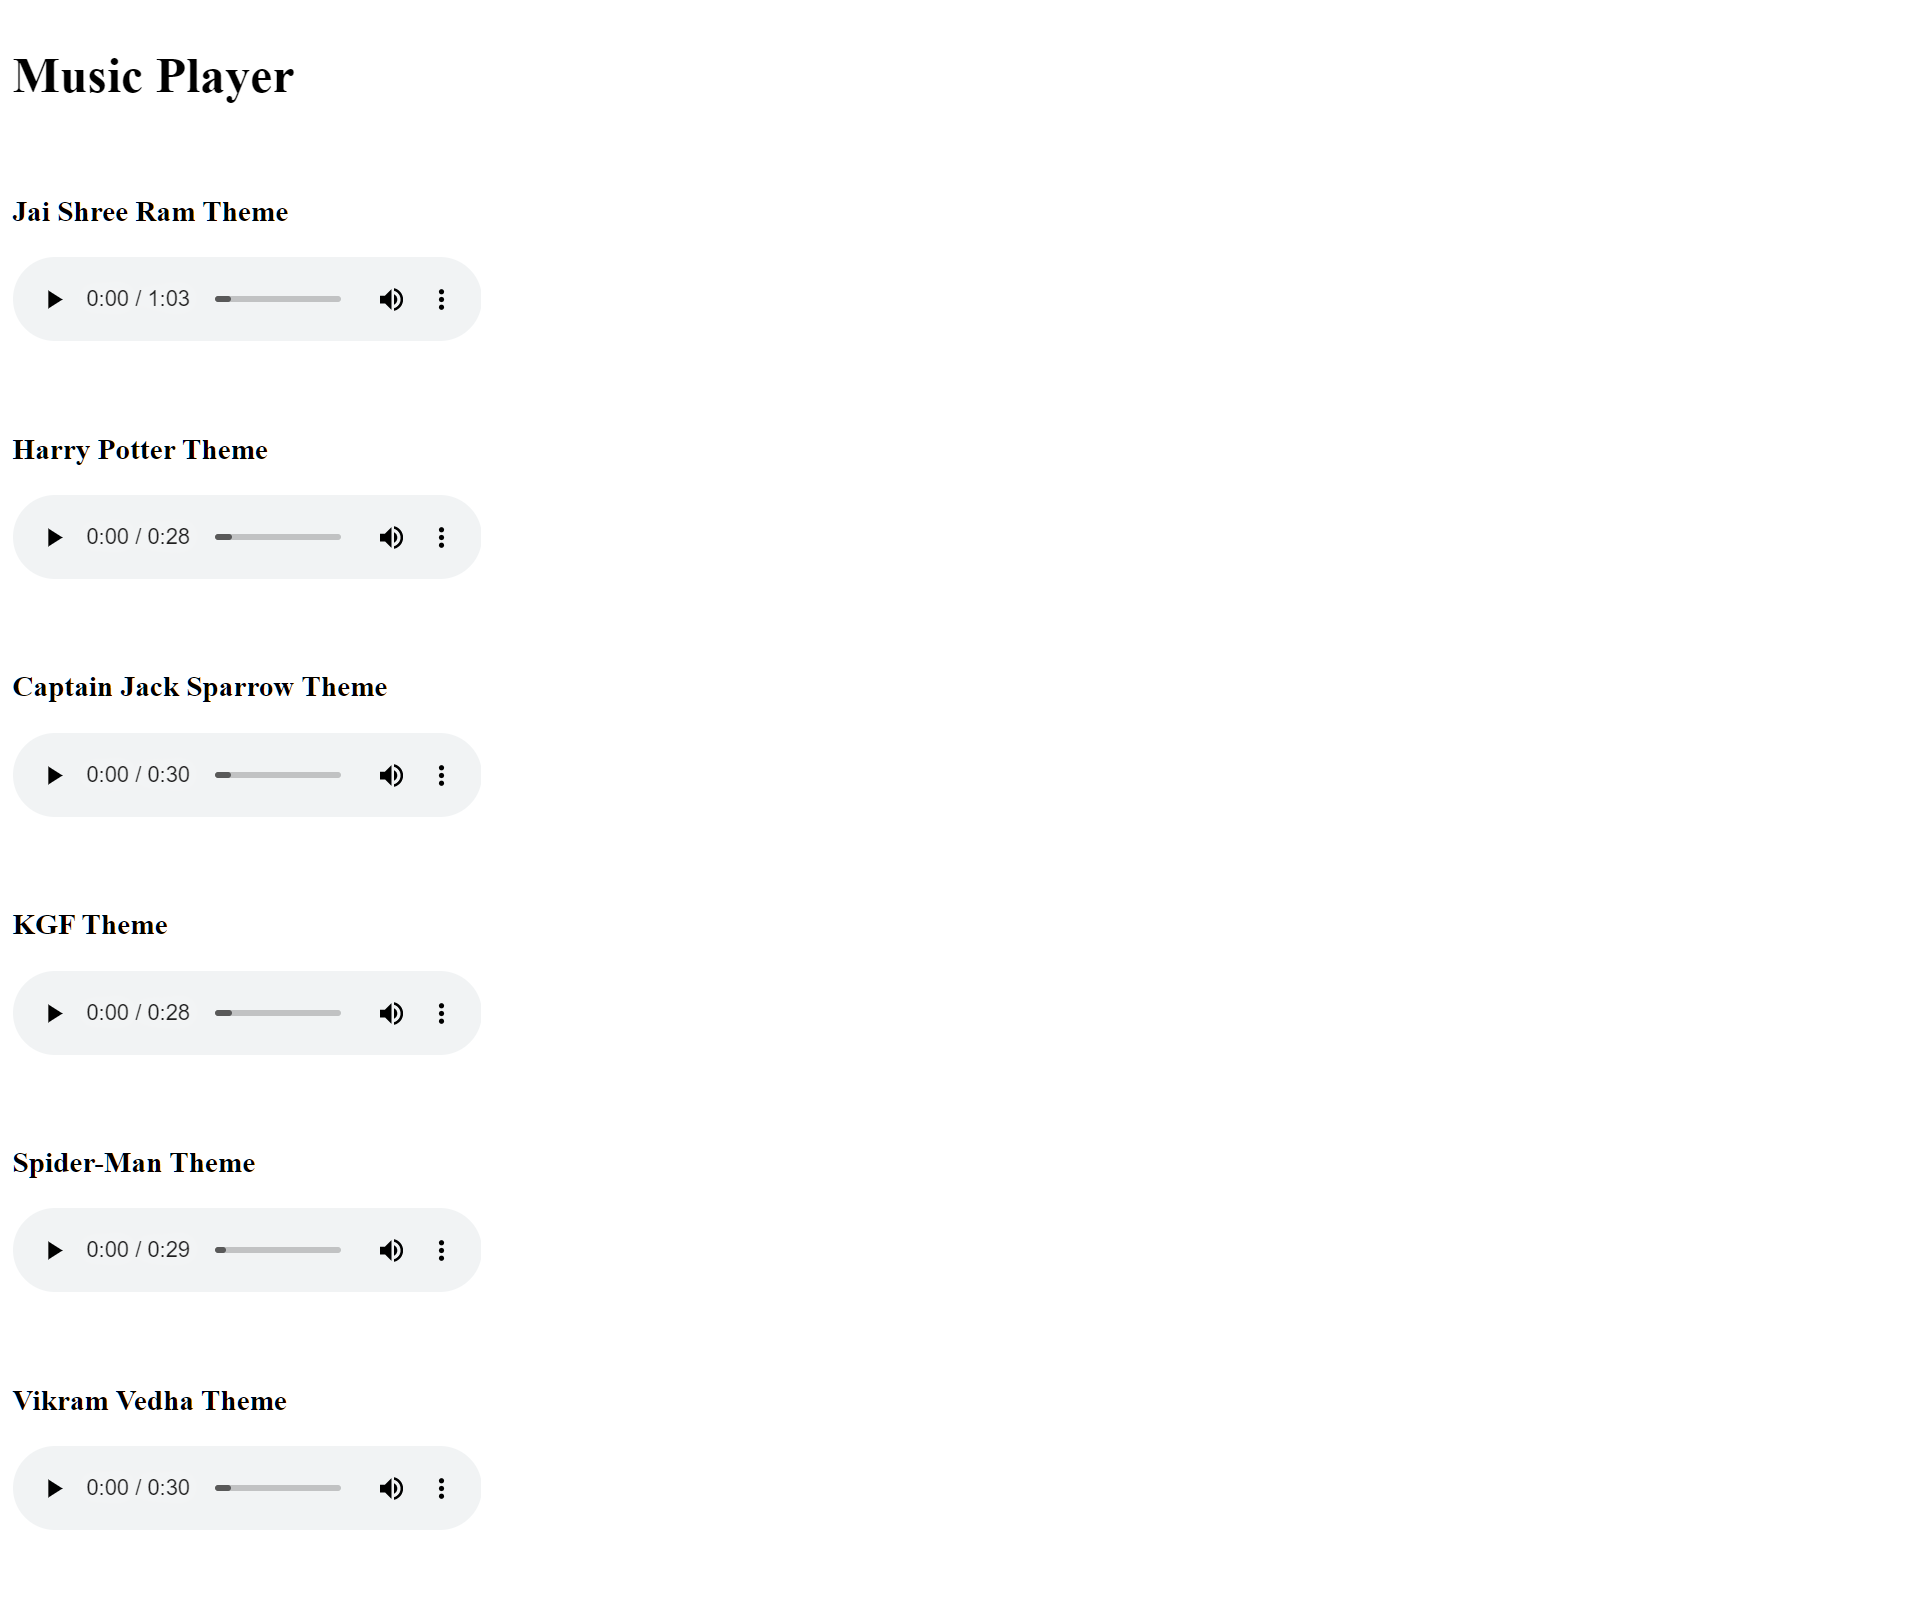 Music Player
Jai Shree Ram Theme
0:00 / 1:03
Harry Potter Theme
0:00 / 0:28
Captain Jack Sparrow Theme
0:00 / 0:30
KGF Theme
0:00 / 0:28
Spider-Man Theme
0:00 / 0:29
Vikram Vedha Theme
0:00 / 0:30